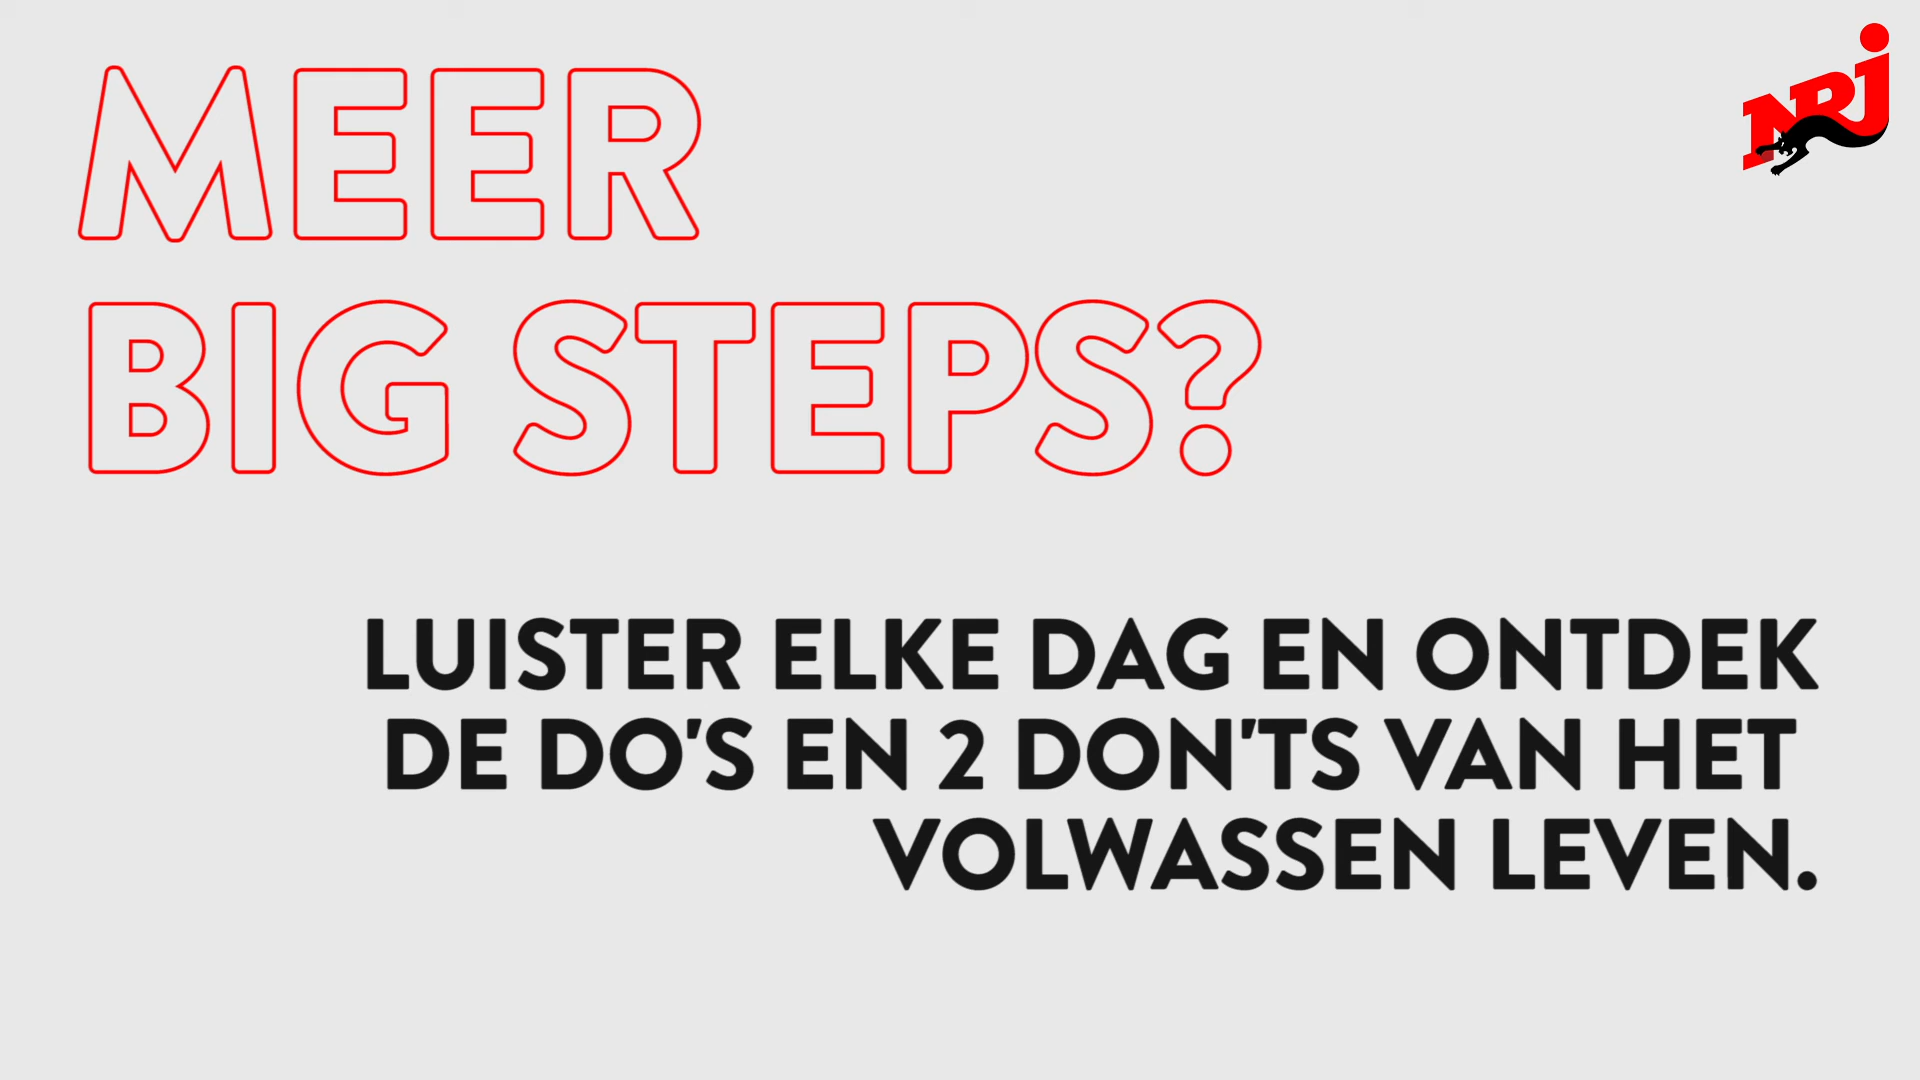 MEER
BIG STEPS?
NRJ
LUISTER ELKE DAG EN ONTDEK
DE DO'S EN 2 DON'TS VAN HET
VOLWASSEN LEVEN.